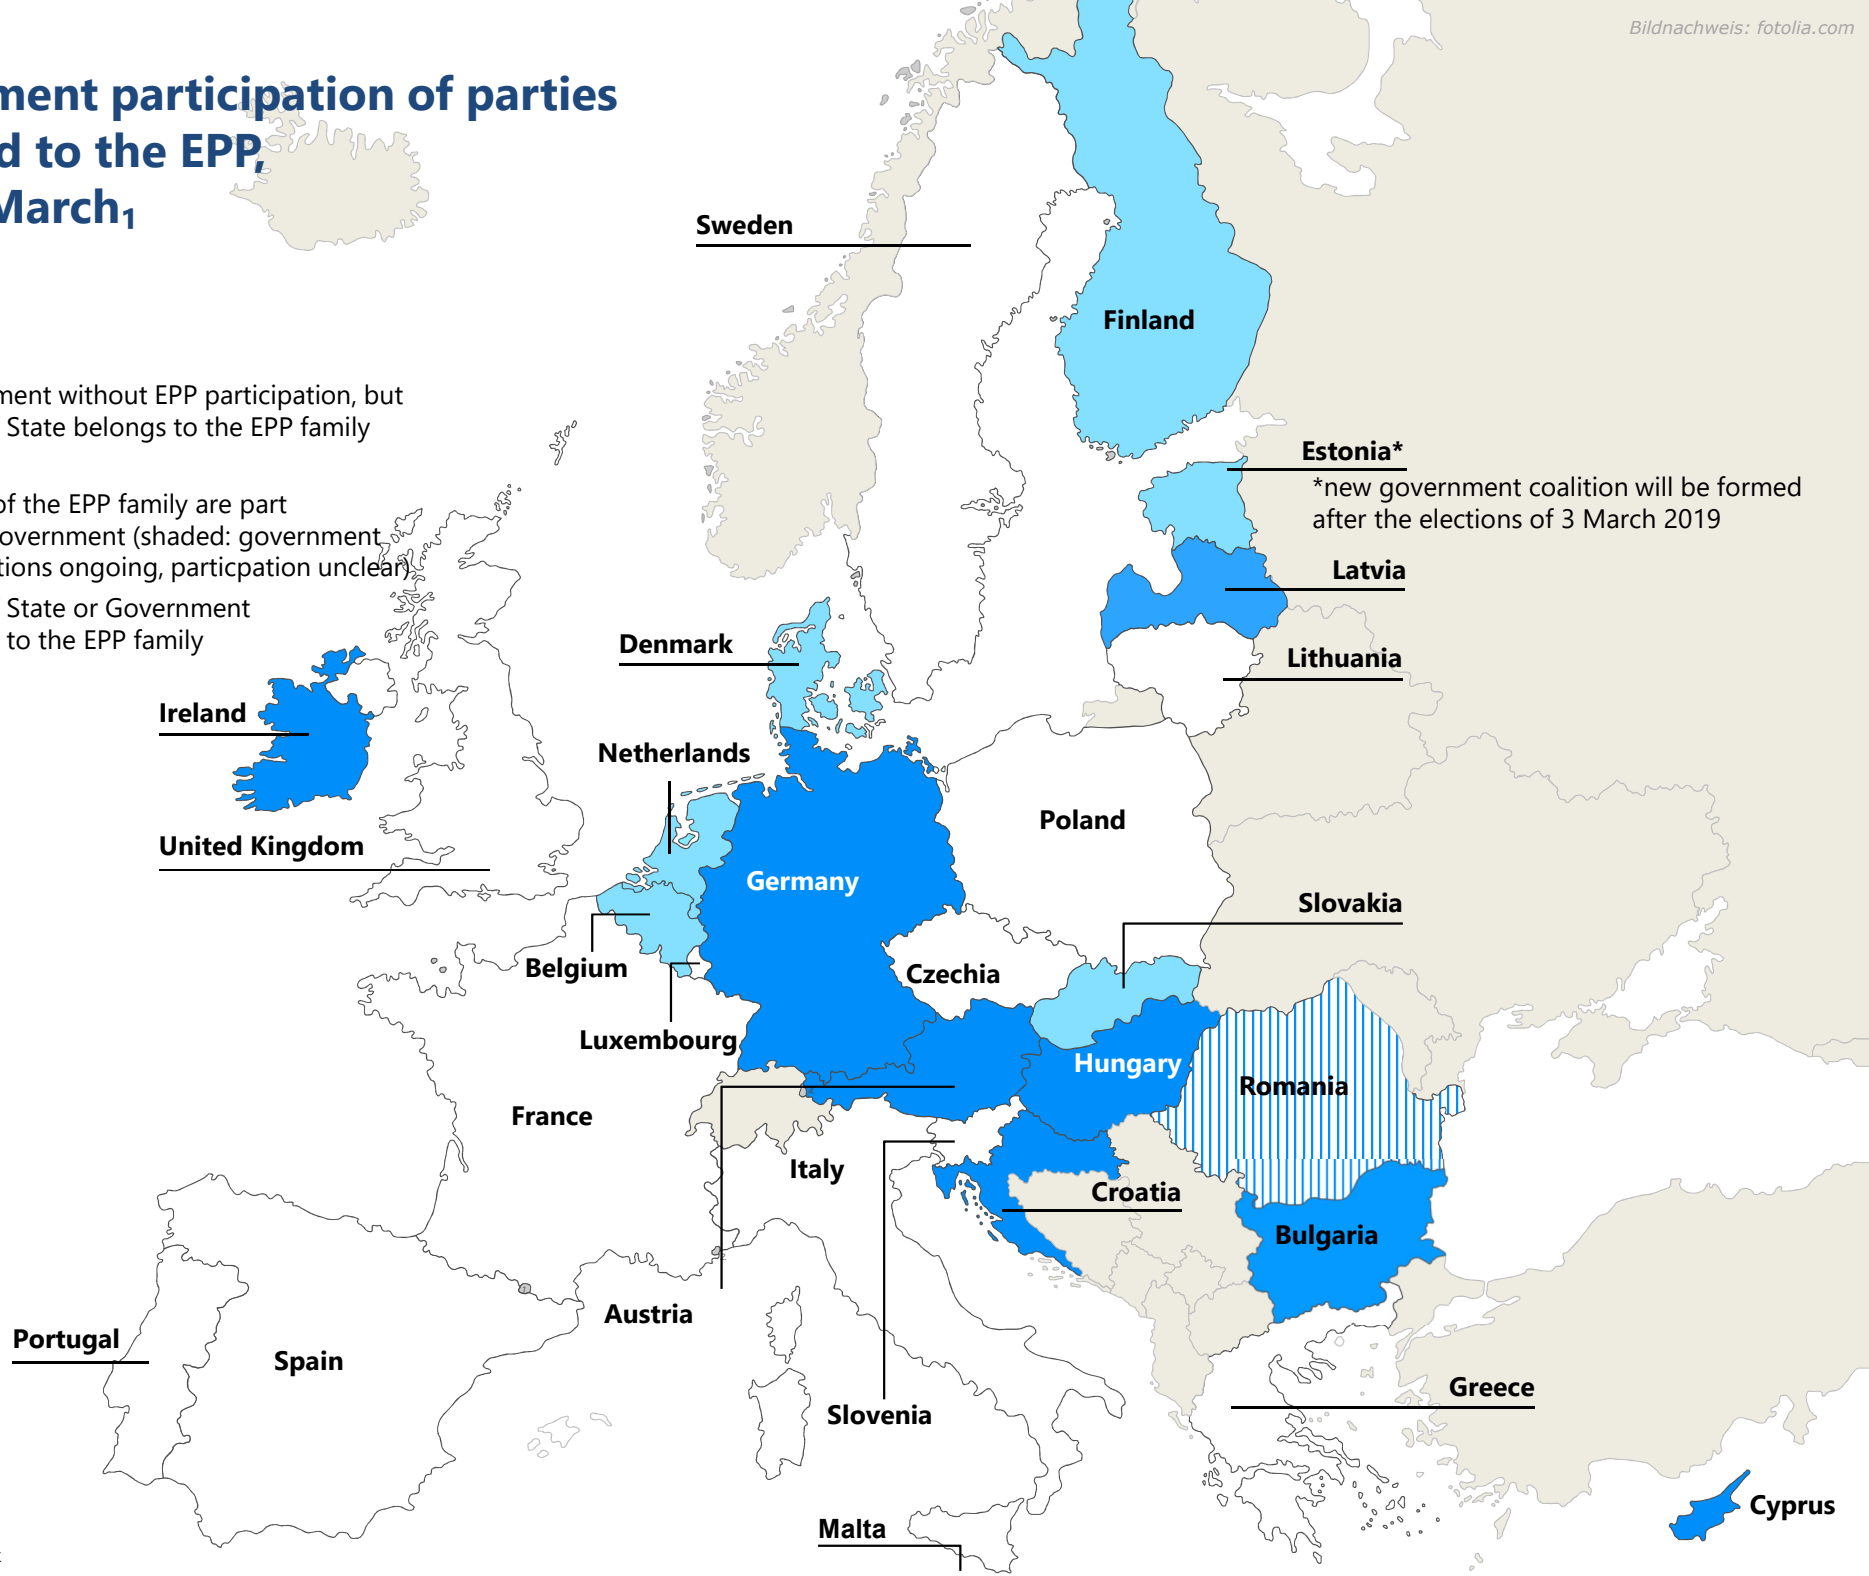 Bildnachweis: fotolia.com
ment participation of parties
d to the EPP,
March₁
Sweden
Finland
ment without EPP participation, but
State belongs to the EPP family
Estonia*
*new government coalition will be formed
after the elections of 3 March 2019
of the EPP family are part
overnment (shaded: government
tions ongoing, particpation unclear)
State or Government
to the EPP family
Latvia
Denmark
Lithuania
Ireland
Netherlands
Poland
United Kingdom
Germany
Slovakia
Belgium
Czechia
Luxembourg
Hungary
Romania
France
Italy
Croatia
Bulgaria
Austria
Portugal
Spain
Greece
Slovenia
Cyprus
Malta